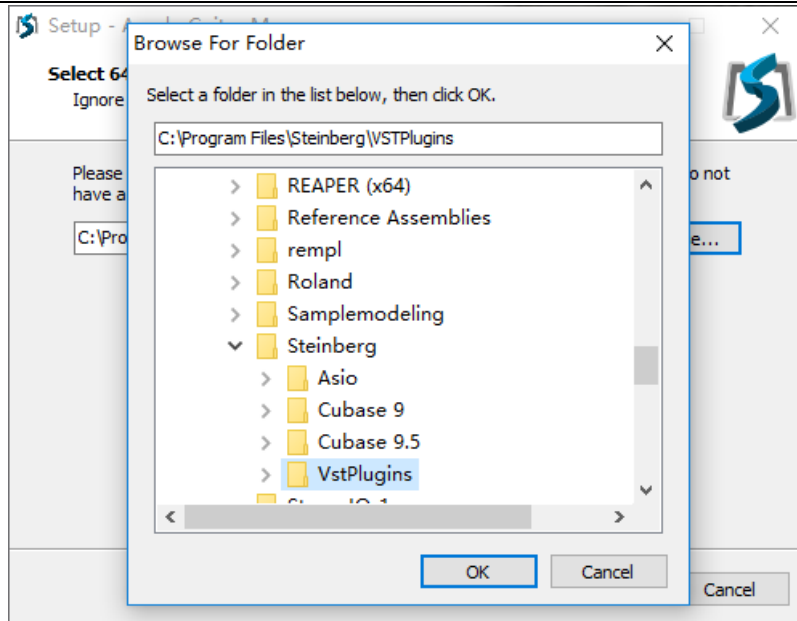 Setup -
Browse For Folder
Select 64
Ignore
Select a folder in the list below, then click OK.
C:\Program Files\Steinberg\VSTPlugins
Please
o not
have a
C:\Pro
e...
REAPER (x64)
Reference Assemblies
rempl
Roland
Samplemodeling
Steinberg
Asio
Cubase 9
Cubase 9.5
VstPlugins
OK
Cancel
Cancel